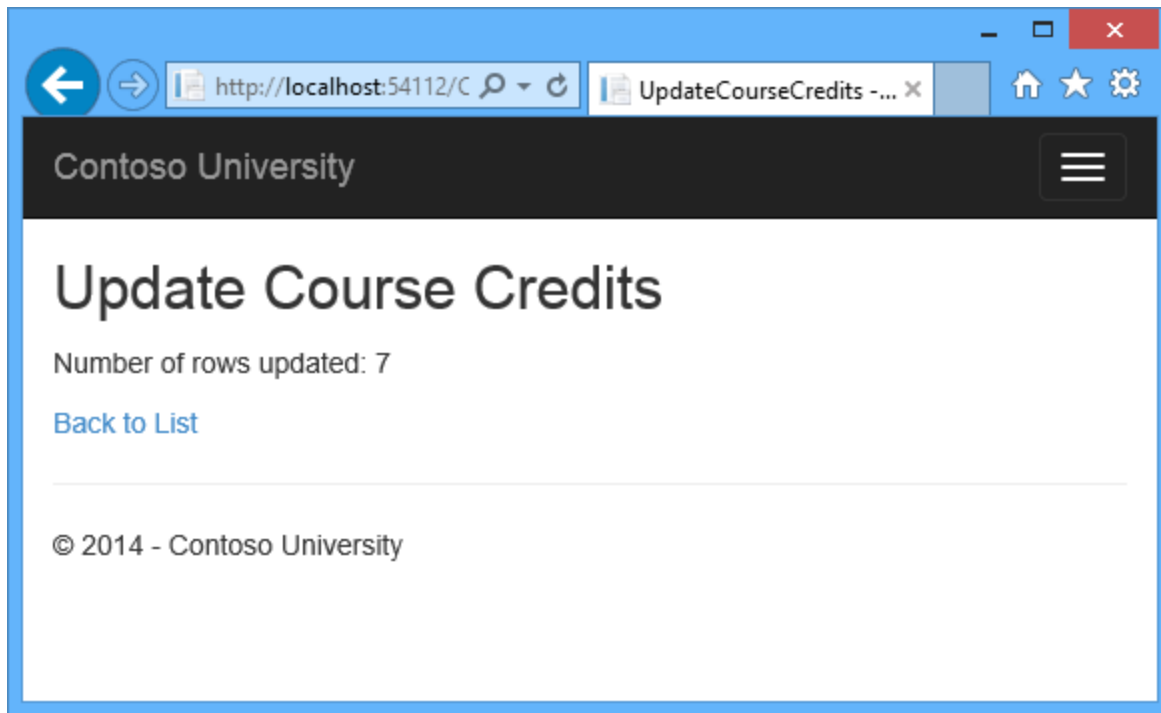 http://localhost:54112/C
UpdateCourseCredits -...
Contoso University
Update Course Credits
Number of rows updated: 7
Back to List
© 2014 - Contoso University